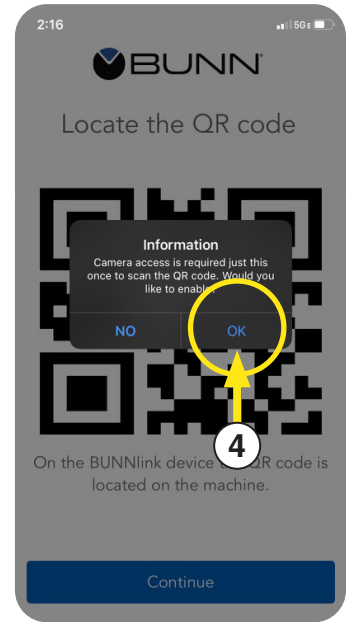 2:16
5G E
BUNN
Locate the QR code
Information
Camera access is required just this
once to scan the QR code. Would you
like to enable
NO
OK
4
On the BUNNlink device QR code is
located on the machine.
Continue